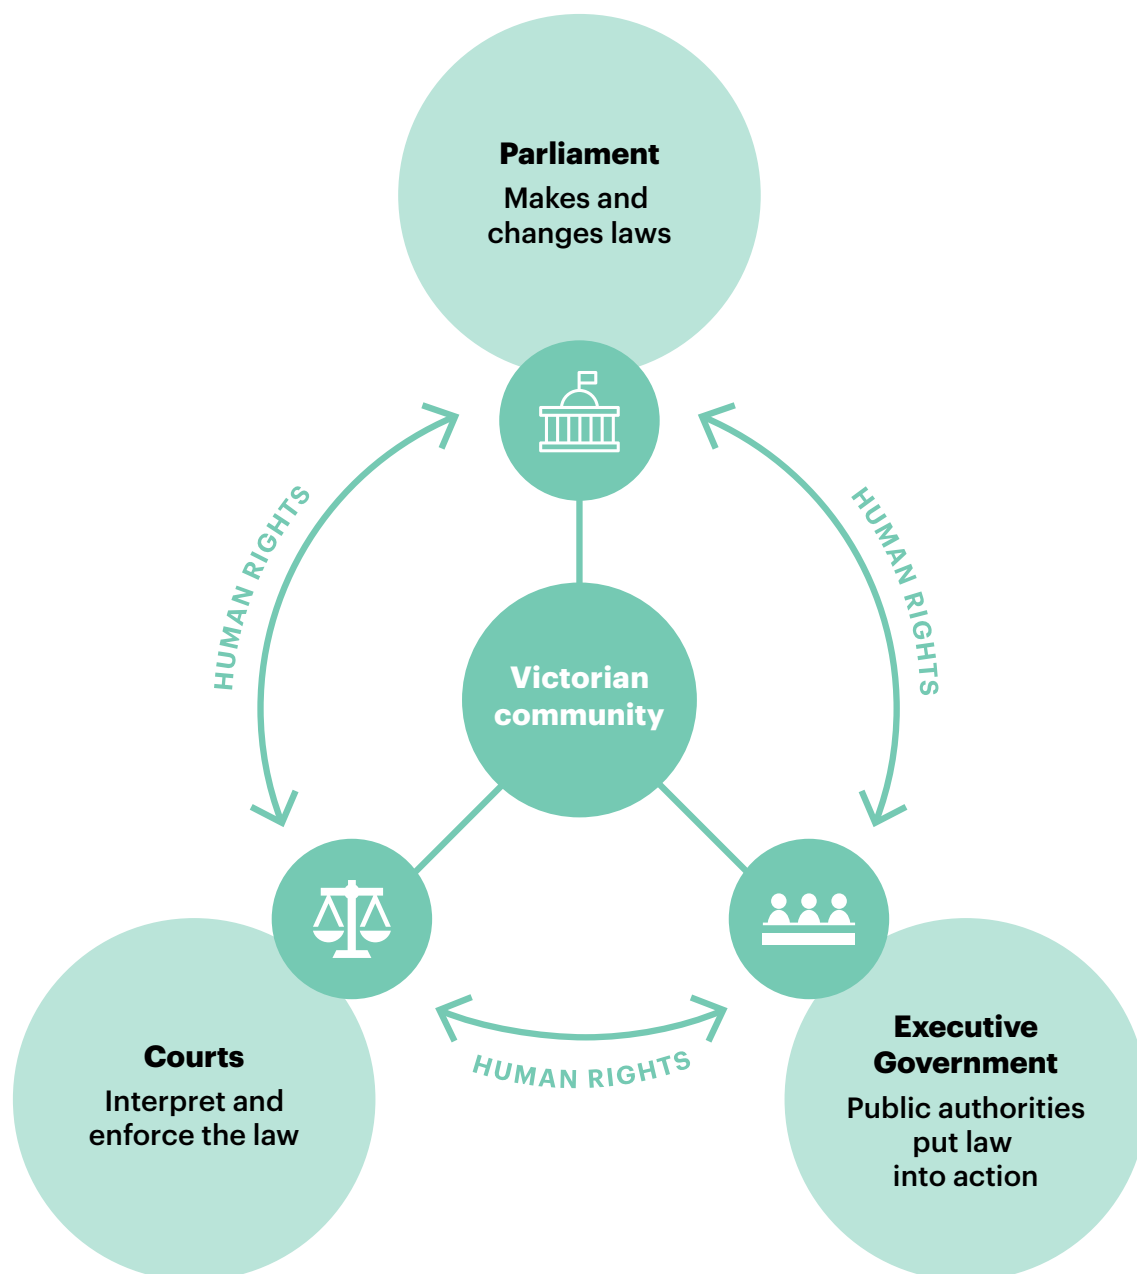 Parliament
Makes and
changes laws
HUMAN RIGHTS
HUMAN RIGHTS
Victorian
community
Courts
Interpret and
enforce the law
HUMAN RIGHTS
Executive
Government
Public authorities
put law
into action